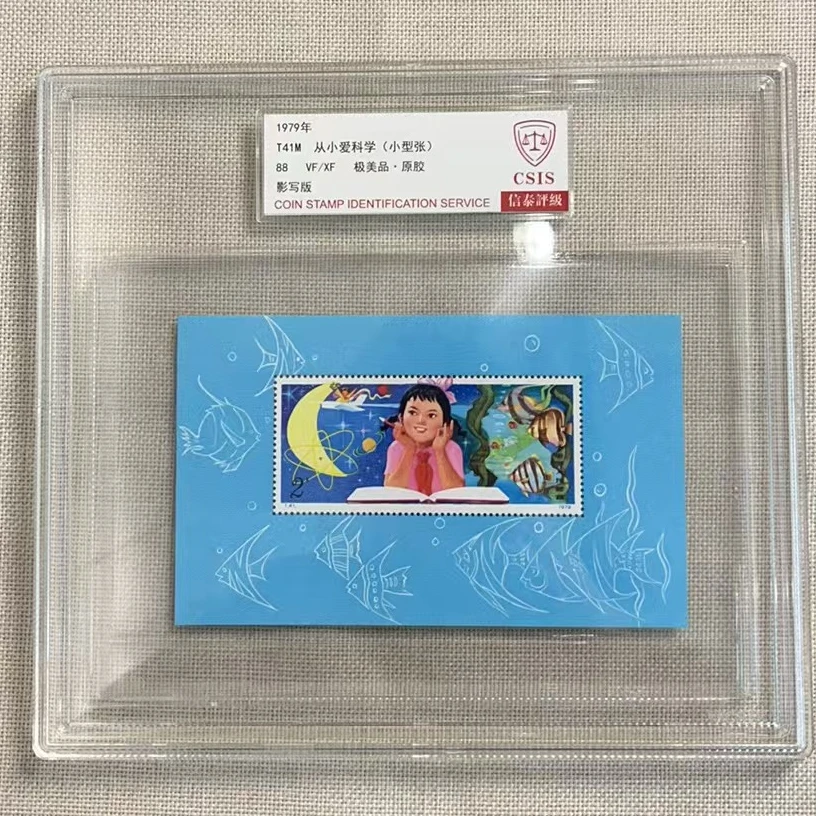 1979年
T41M 从小爱科学（小型张）
88 VF/XF 极美品·原胶
影写版
COIN STAMP IDENTIFICATION SERVICE
CSIS
信泰評級
2
T.41.
1979